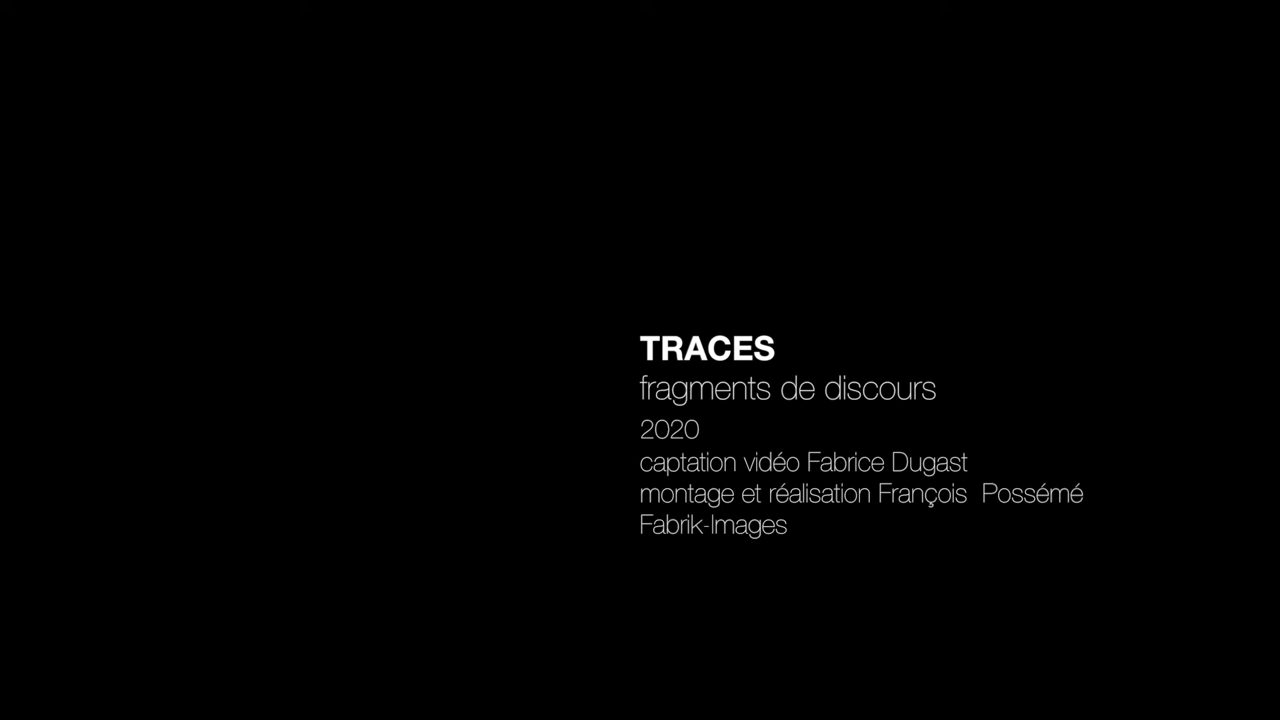 TRACES
fragments de discours
2020
captation vidéo Fabrice Dugast
montage et réalisation François  Possémé
Fabrik-Images